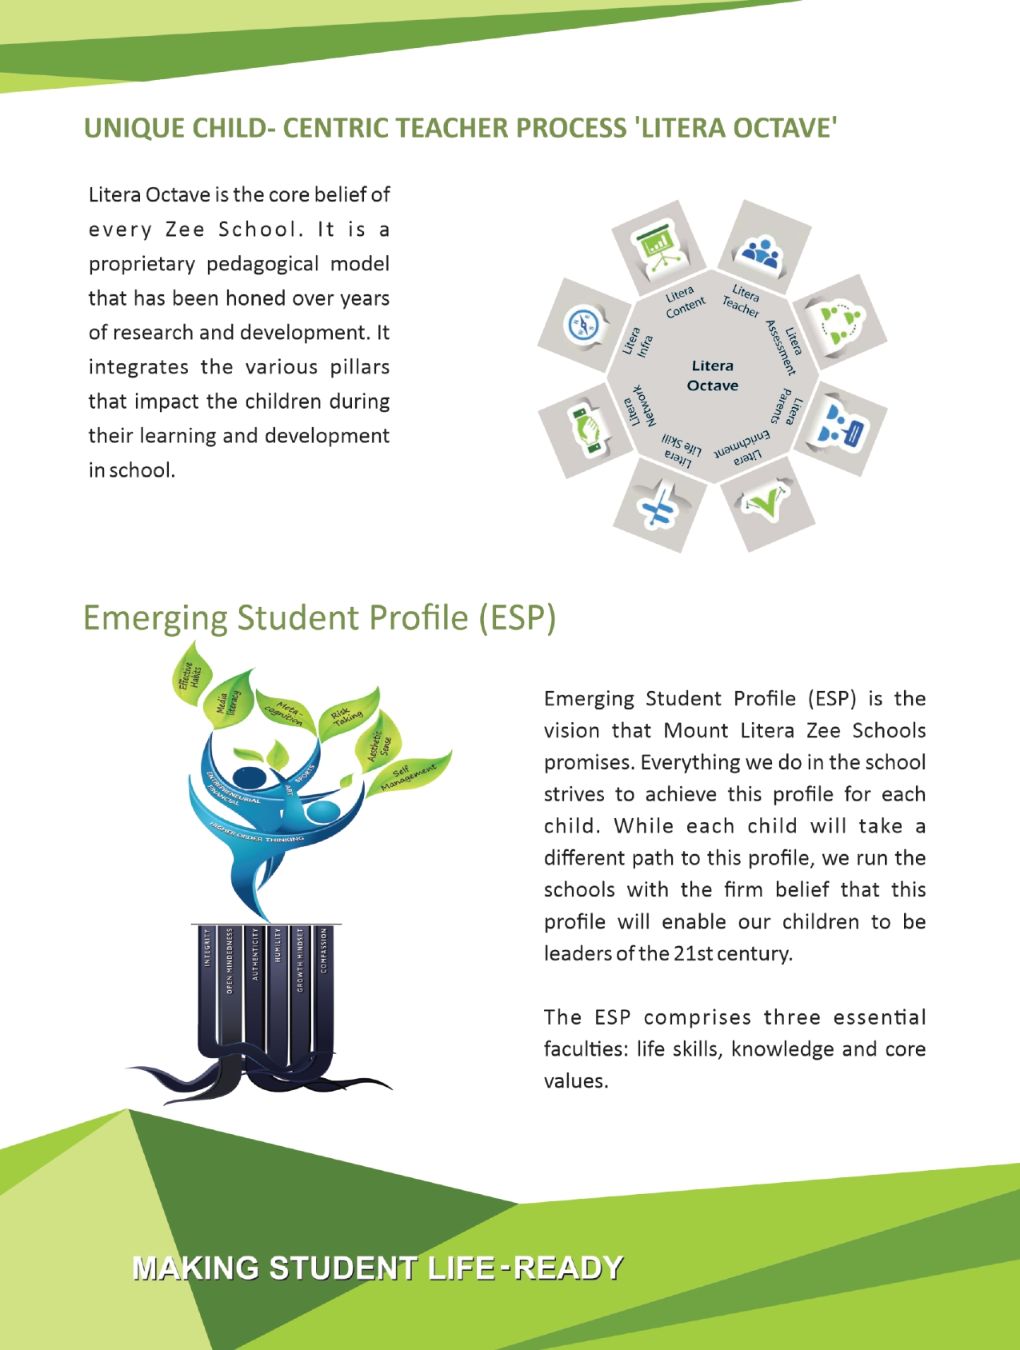 UNIQUE CHILD- CENTRIC TEACHER PROCESS 'LITERA OCTAVE'
Litera Octave is the core belief of
every Zee School. It is a
proprietary pedagogical model
that has been honed over years
of research and development. It
integrates the various pillars
that impact the children during
their learning and development
in school.
Litera
Content
Litera
Teacher
Litera
Assessment
Litera
Parents
Litera
Enrichment
Litera
Life Skill
Litera
Network
Litera
Infra
Litera
Octave
Emerging Student Profile (ESP)
Effective
Habits
Media
literacy
Meta-
cognition
Risk
Taking
Aesthetic
Sense
Self
Management
ENTREPRENEURIAL
FINANCIAL
ART
SPORTS
HIGHER ORDER THINKING
INTEGRITY
OPEN MINDEDNESS
AUTHENTICITY
HUMILITY
GROWTH MINDSET
COMPASSION
Emerging Student Profile (ESP) is the
vision that Mount Litera Zee Schools
promises. Everything we do in the school
strives to achieve this profile for each
child. While each child will take a
different path to this profile, we run the
schools with the firm belief that this
profile will enable our children to be
leaders of the 21st century.
The ESP comprises three essential
faculties: life skills, knowledge and core
values.
MAKING STUDENT LIFE-READY